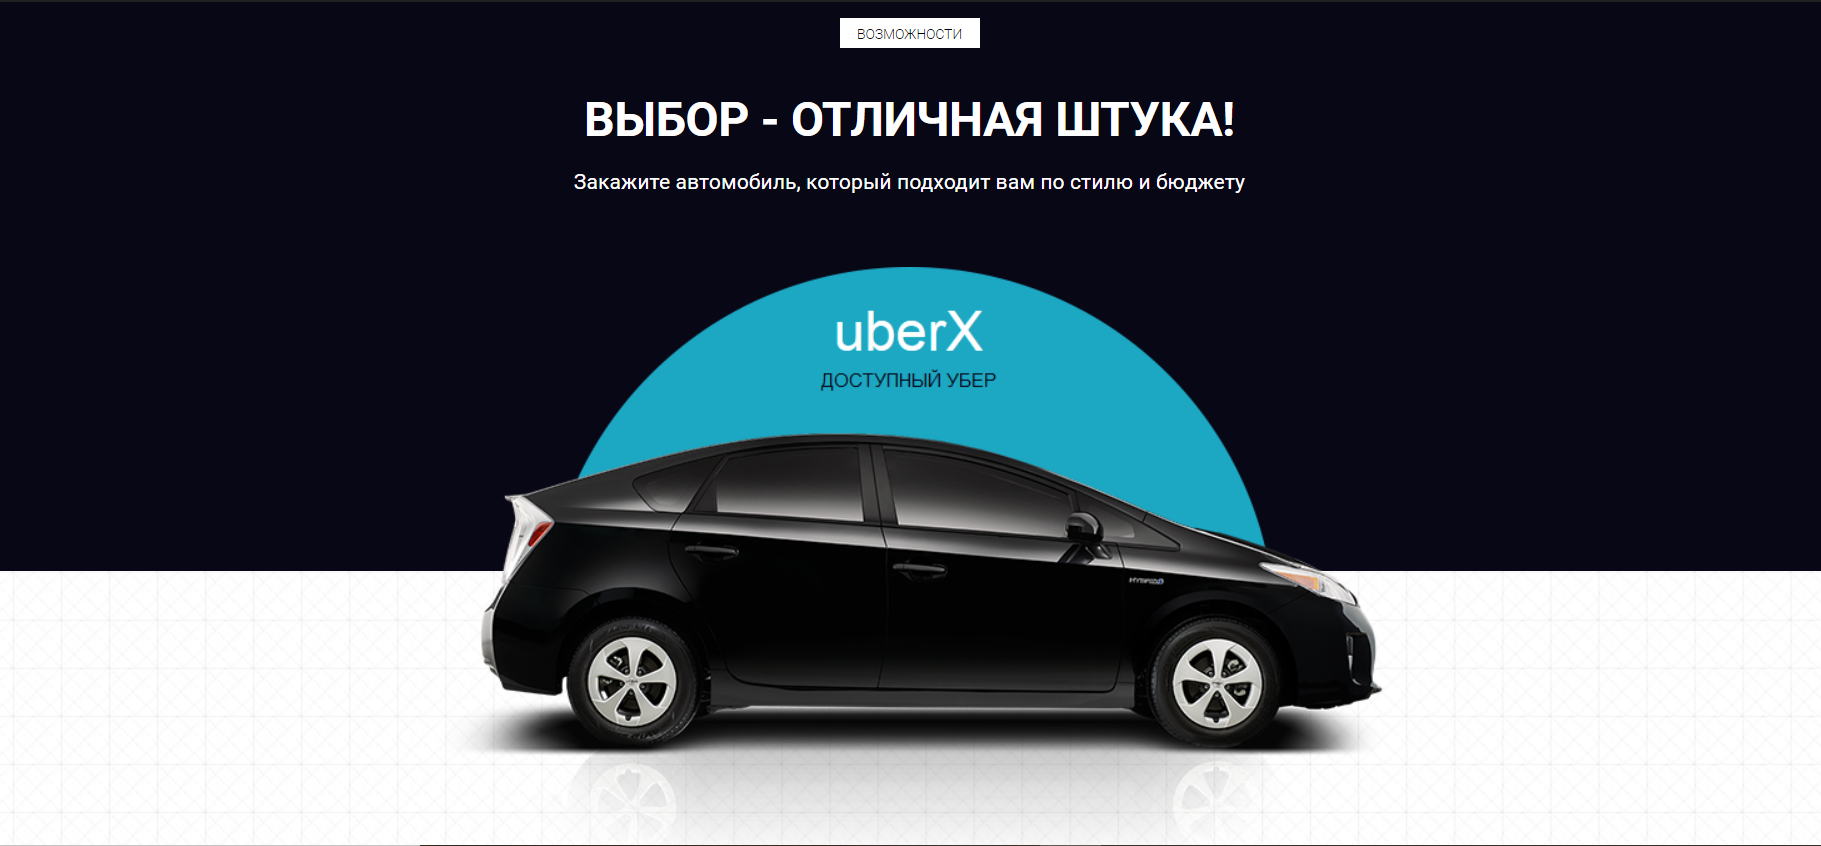 ВОЗМОЖНОСТИ
ВЫБОР - ОТЛИЧНАЯ ШТУКА!
Закажите автомобиль, который подходит вам по стилю и бюджету
uberX
ДОСТУПНЫЙ УБЕР
HYBRID